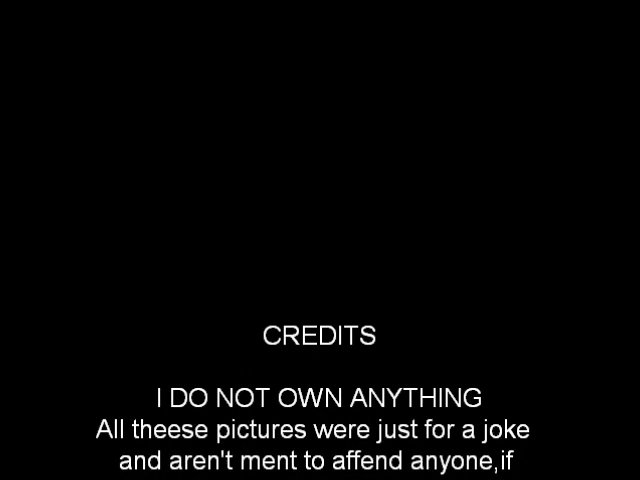 CREDITS
I DO NOT OWN ANYTHING
All theese pictures were just for a joke
and aren't ment to affend anyone,if